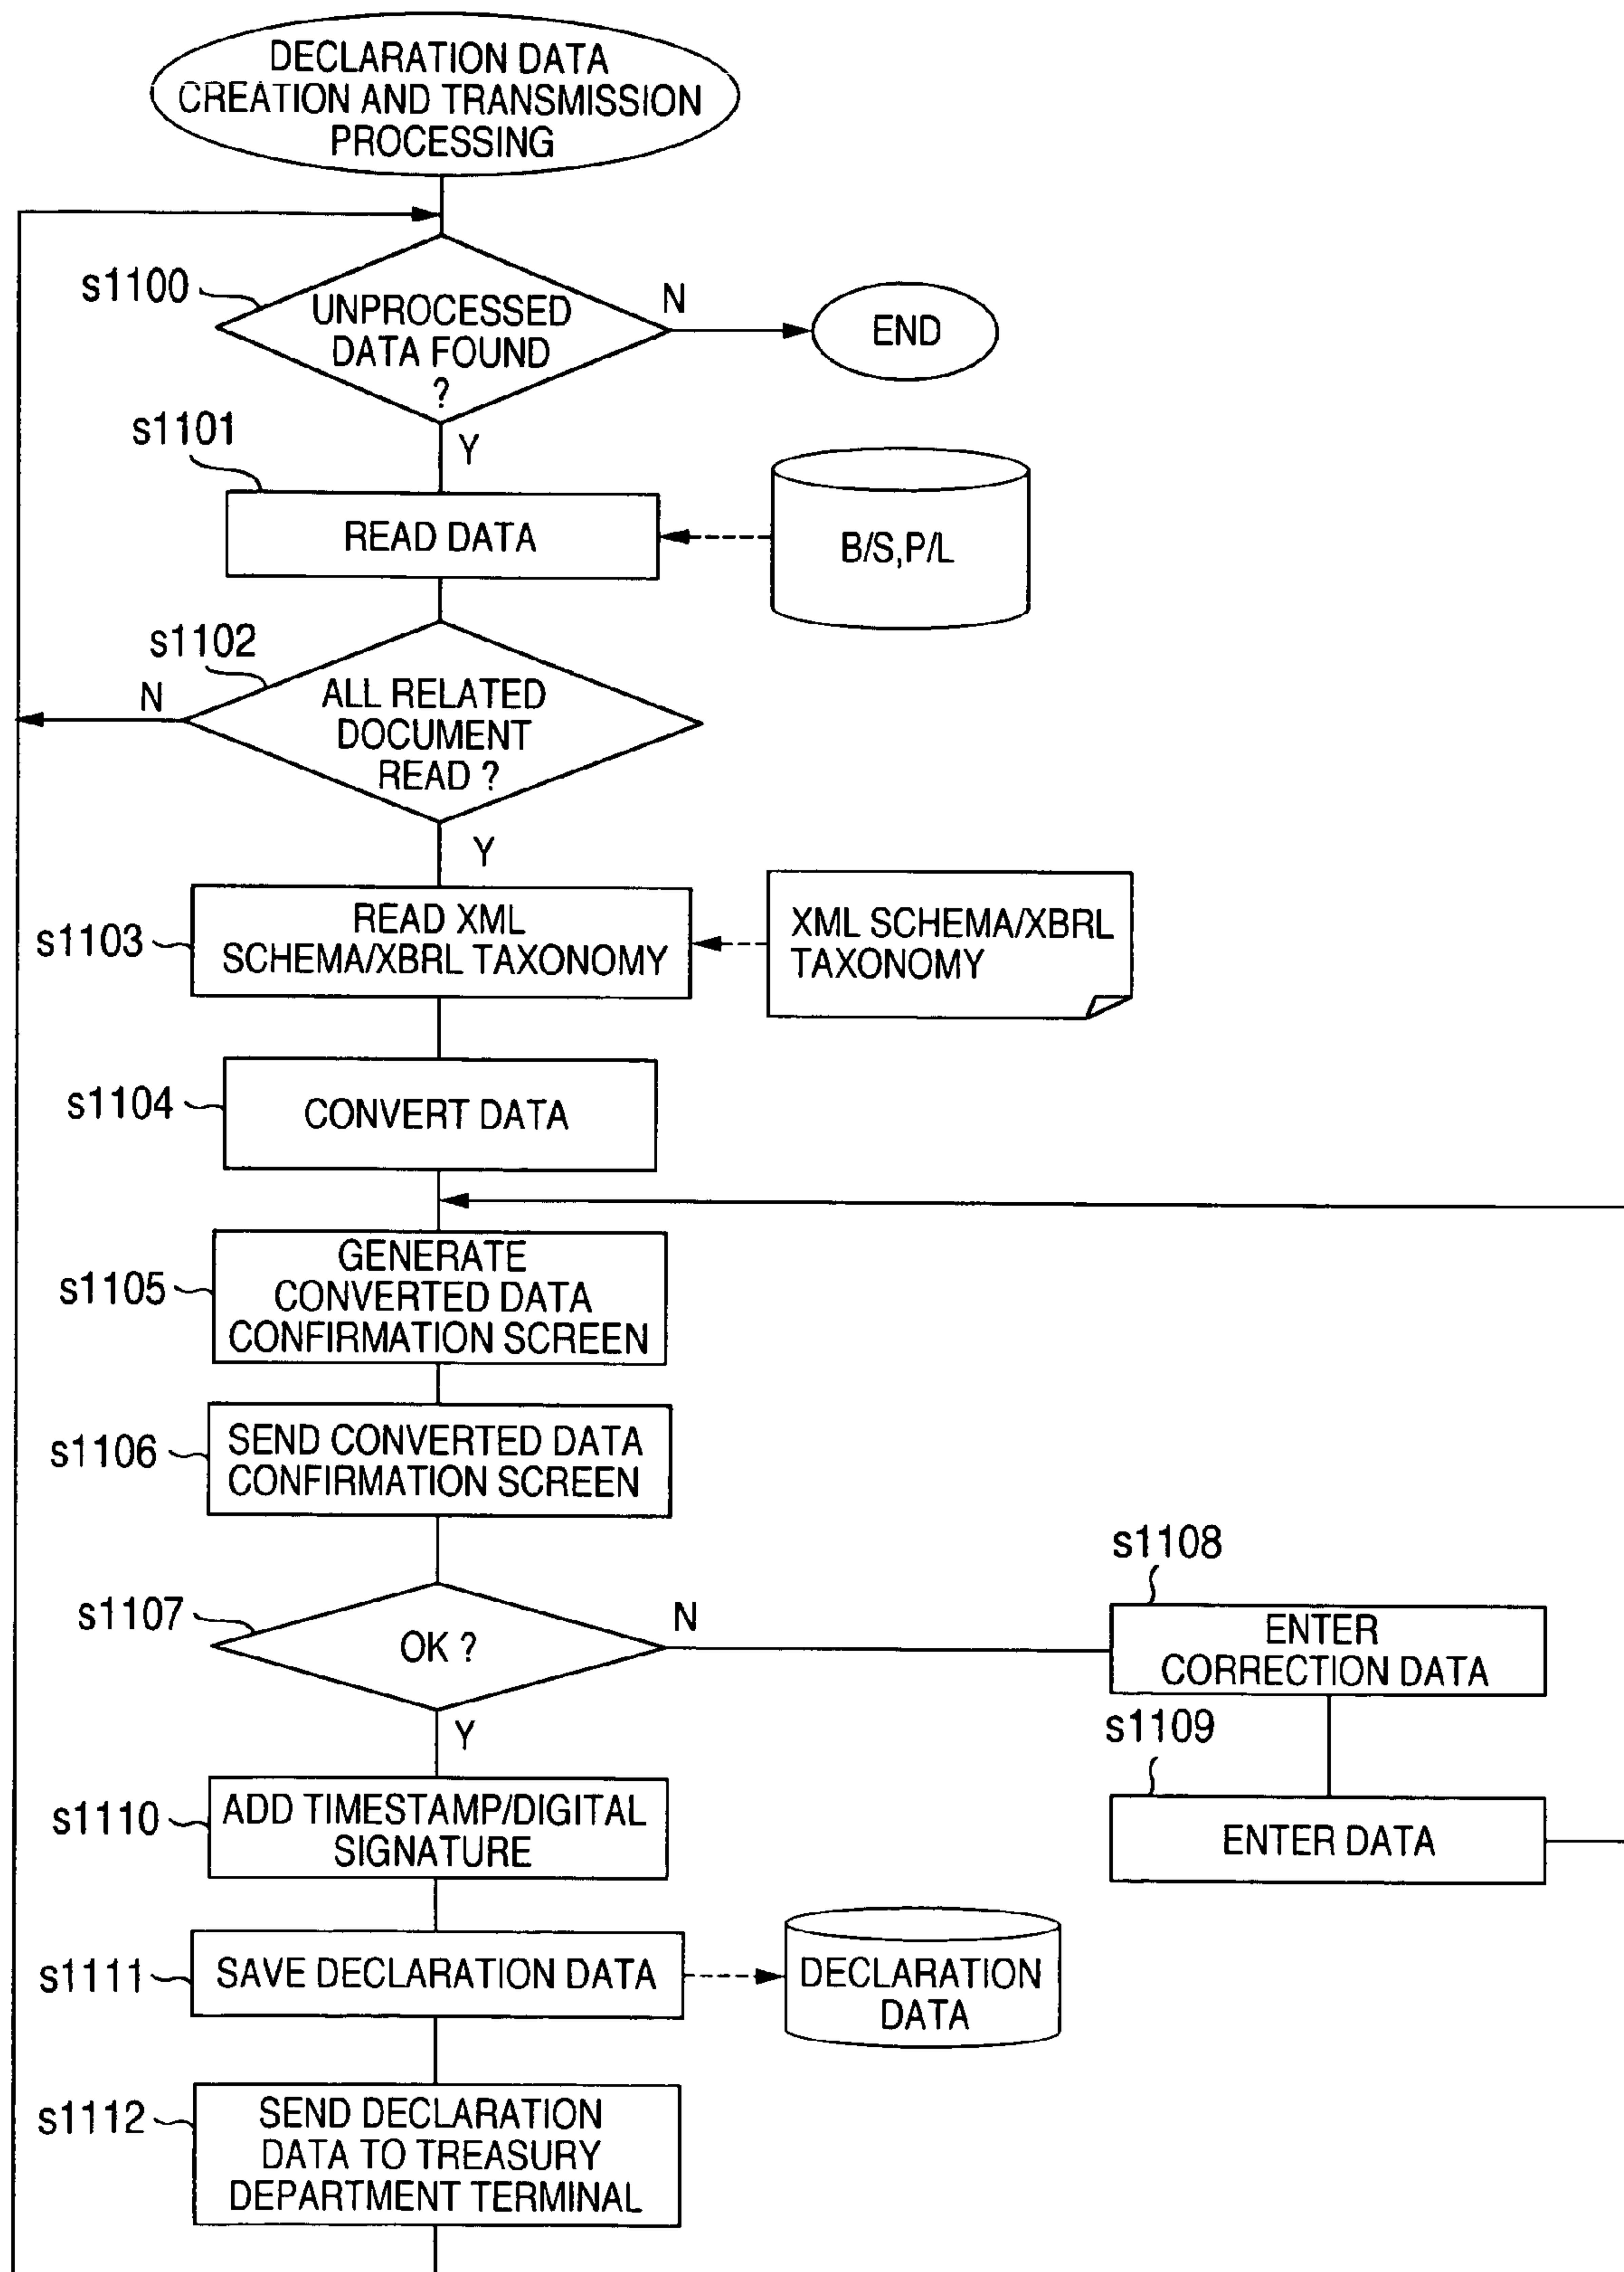 DECLARATION DATA
CREATION AND TRANSMISSION
PROCESSING
s1100
UNPROCESSED
DATA FOUND
?
N
END
Y
s1101
READ DATA
B/S,P/L
s1102
N
ALL RELATED
DOCUMENT
READ ?
Y
s1103
READ XML
SCHEMA/XBRL TAXONOMY
XML SCHEMA/XBRL
TAXONOMY
s1104
CONVERT DATA
s1105
GENERATE
CONVERTED DATA
CONFIRMATION SCREEN
s1106
SEND CONVERTED DATA
CONFIRMATION SCREEN
s1107
OK ?
N
s1108
ENTER
CORRECTION DATA
s1109
ENTER DATA
Y
s1110
ADD TIMESTAMP/DIGITAL
SIGNATURE
s1111
SAVE DECLARATION DATA
DECLARATION
DATA
s1112
SEND DECLARATION
DATA TO TREASURY
DEPARTMENT TERMINAL